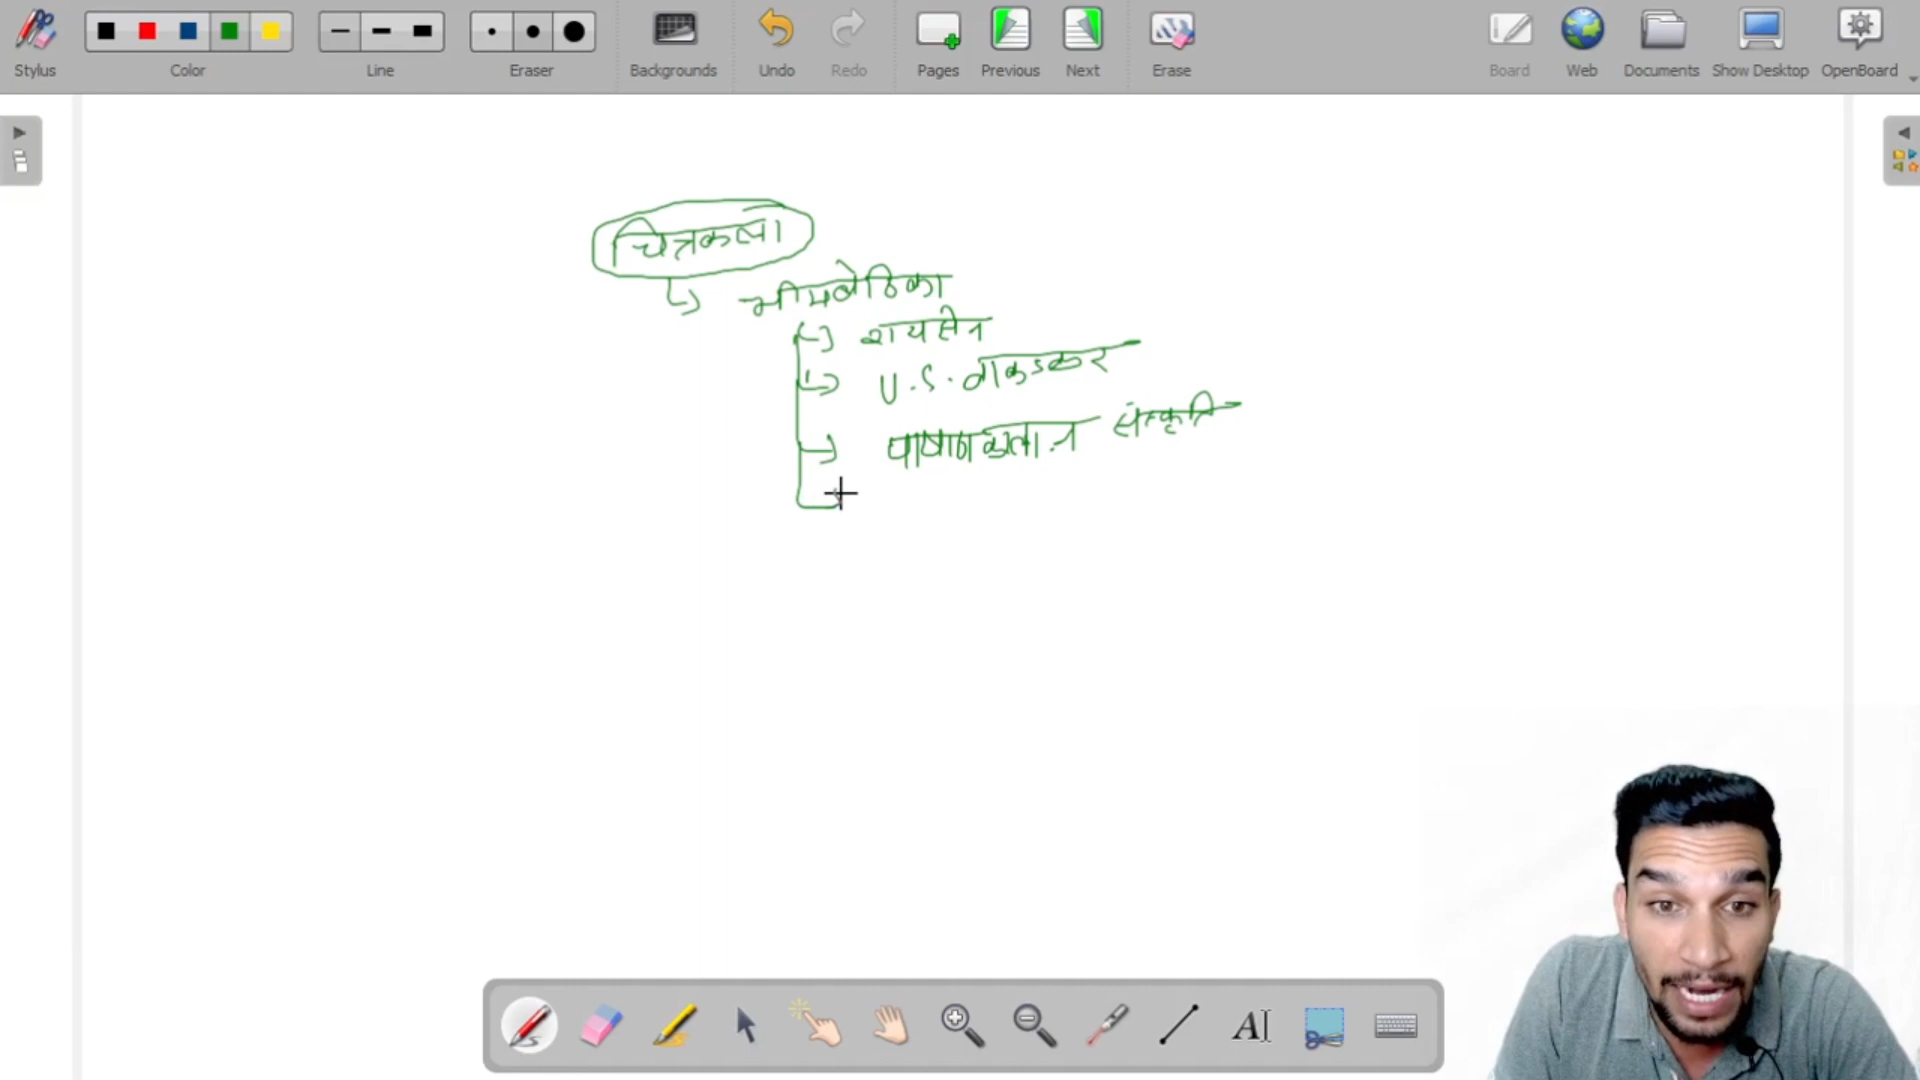 Stylus Color Line Eraser Backgrounds Undo Redo Pages Previous Next Erase Board Web Documents Show Desktop OpenBoard
चित्रकला
भीमबेठिका
रायसेन
V.S. वाकडकर
पाषाणकालीन संस्कृति